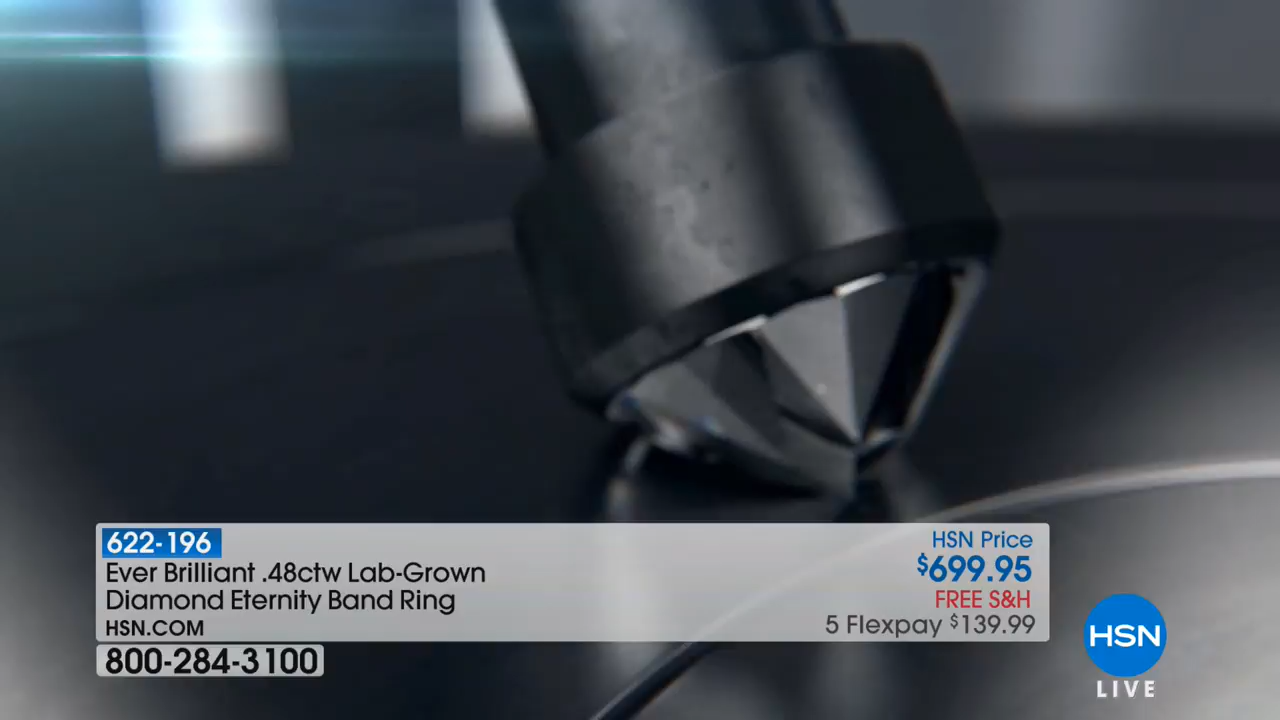 622-196
Ever Brilliant .48ctw Lab-Grown
Diamond Eternity Band Ring
HSN.COM
800-284-3100
HSN Price
$699.95
FREE S&H
5 Flexpay $139.99
HSN
LIVE